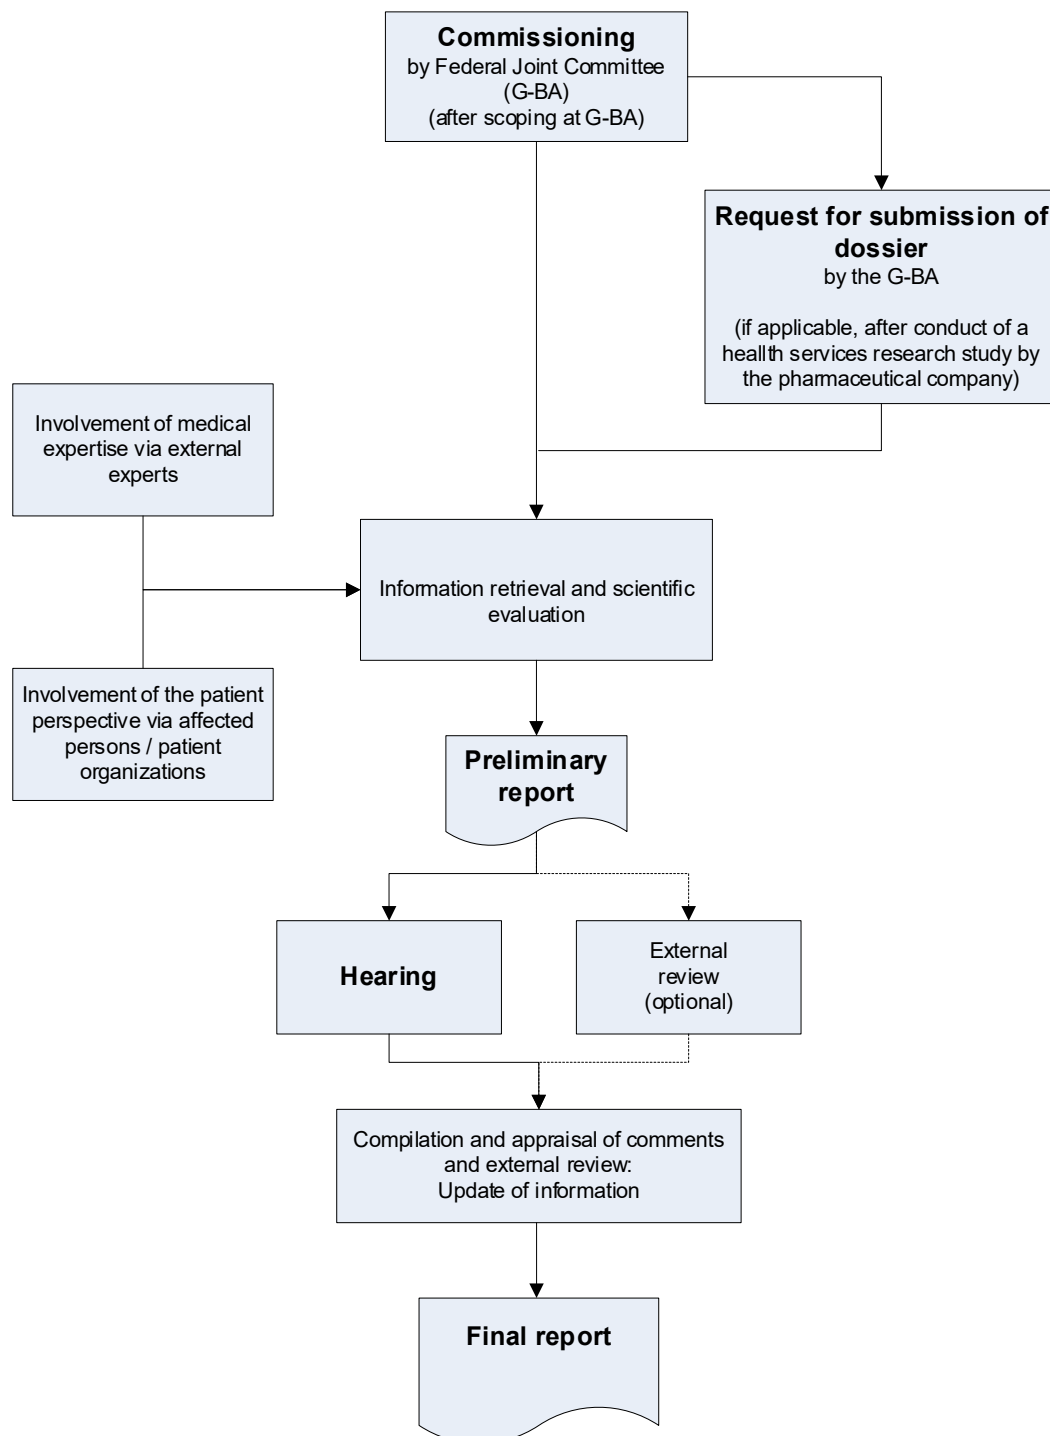 Commissioning
by Federal Joint Committee
(G-BA)
(after scoping at G-BA)
Request for submission of
dossier
by the G-BA
(if applicable, after conduct of a
heallth services research study by
the pharmaceutical company)
Involvement of medical
expertise via external
experts
Information retrieval and scientific
evaluation
Involvement of the patient
perspective via affected
persons / patient
organizations
Preliminary
report
Hearing
External
review
(optional)
Compilation and appraisal of comments
and external review:
Update of information
Final report